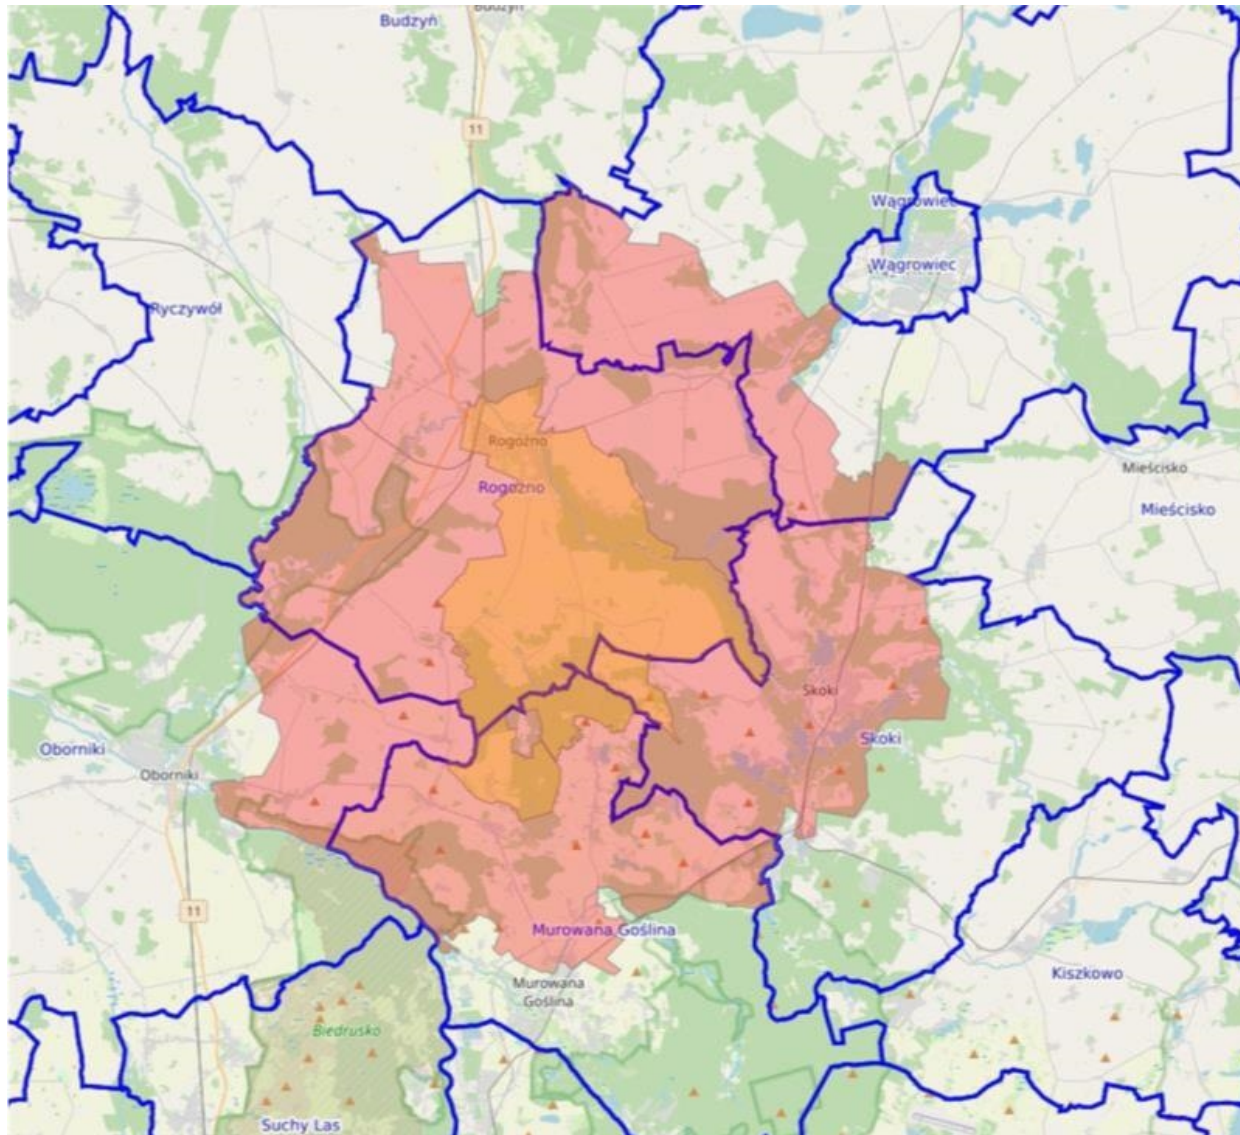 Budzyń
Budzyń
11
Wągrowiec
Wągrowiec
Ryczywół
Rogoźno
Rogoźno
Mieścisko
Mieścisko
Skoki
Skoki
Oborniki
Oborniki
11
Murowana Goślina
Murowana
Goślina
Kiszkowo
Biedrusko
Suchy Las